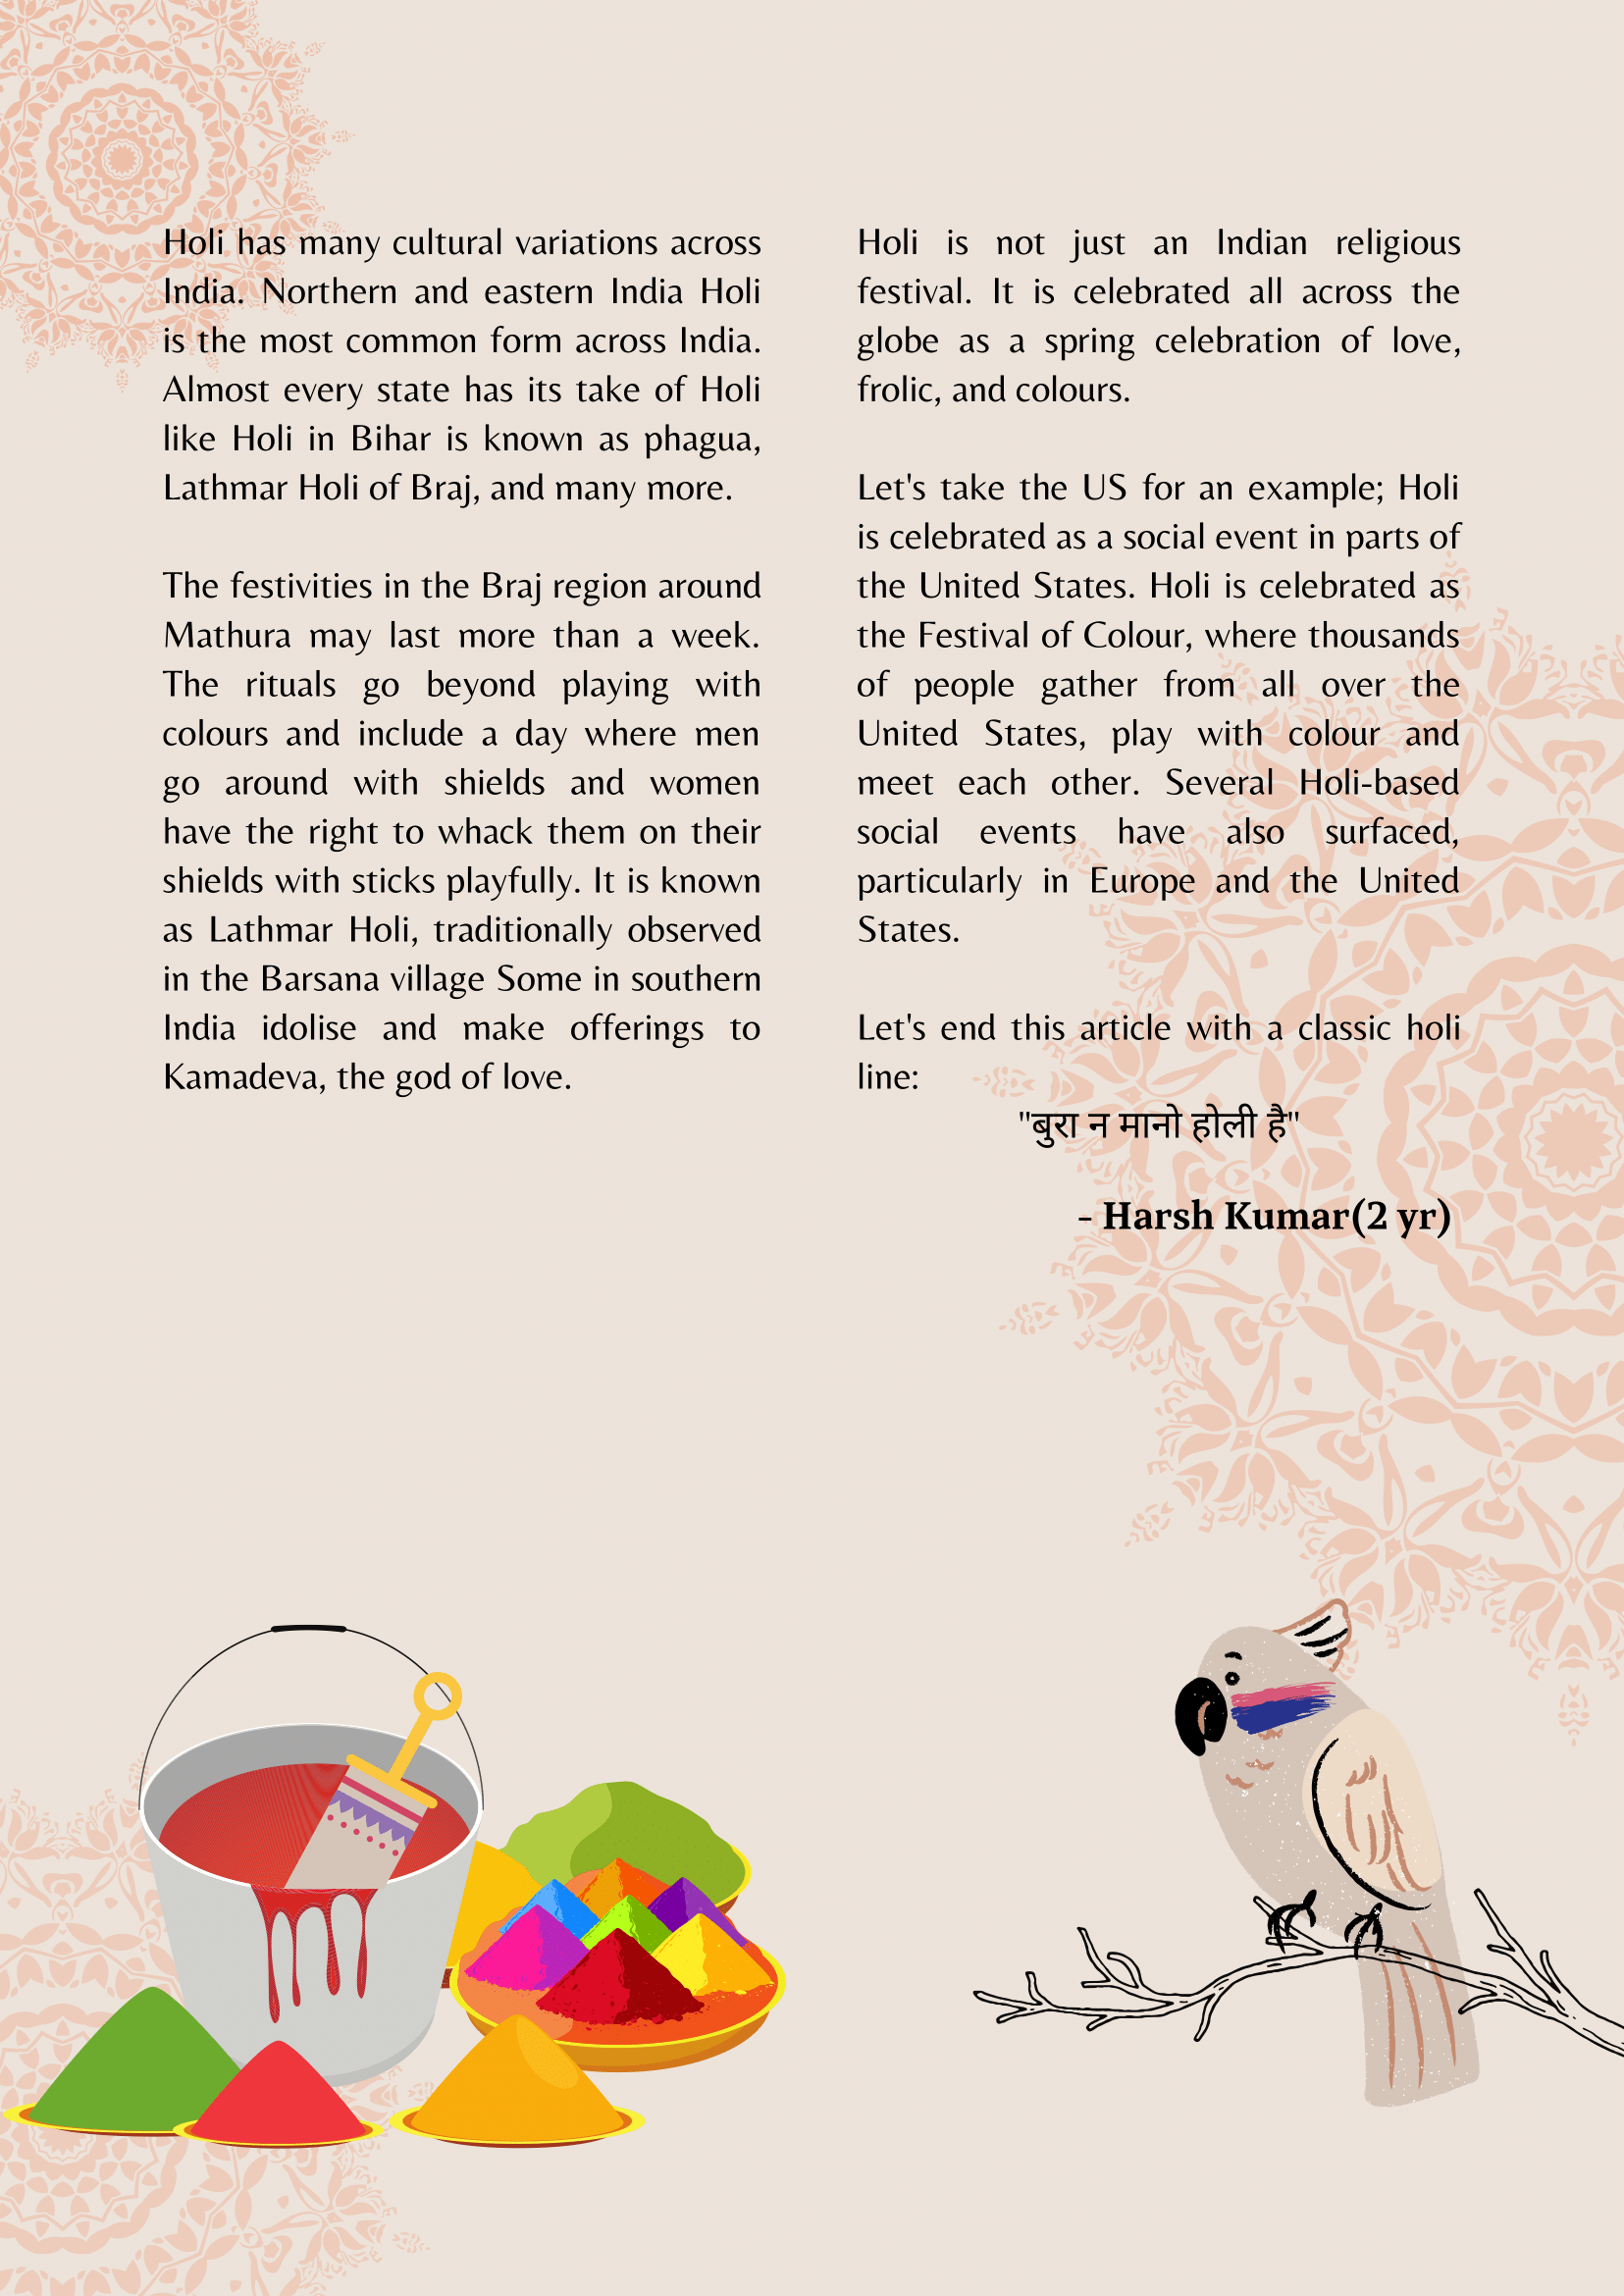 Holi has many cultural variations across
India. Northern and eastern India Holi
is the most common form across India.
Almost every state has its take of Holi
like Holi in Bihar is known as phagua,
Lathmar Holi of Braj, and many more.
The festivities in the Braj region around
Mathura may last more than a week.
The rituals go beyond playing with
colours and include a day where men
go around with shields and women
have the right to whack them on their
shields with sticks playfully. It is known
as Lathmar Holi, traditionally observed
in the Barsana village Some in southern
India idolise and make offerings to
Kamadeva, the god of love.
Holi is not just an Indian religious
festival. It is celebrated all across the
globe as a spring celebration of love,
frolic, and colours.
Let's take the US for an example; Holi
is celebrated as a social event in parts of
the United States. Holi is celebrated as
the Festival of Colour, where thousands
of people gather from all over the
United States, play with colour and
meet each other. Several Holi-based
social events have also surfaced,
particularly in Europe and the United
States.
Let's end this article with a classic holi
line:
"बुरा न मानो होली है"
- Harsh Kumar(2 yr)